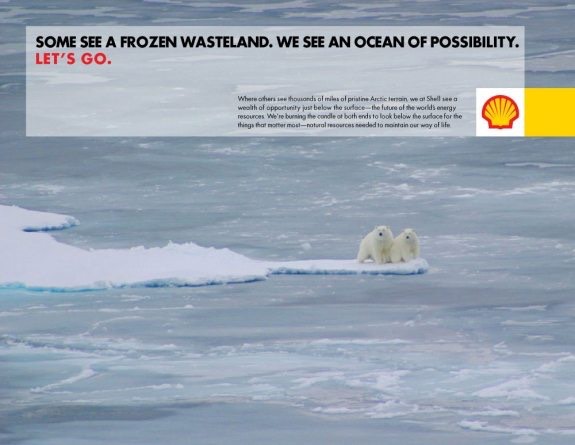 SOME SEE A FROZEN WASTELAND. WE SEE AN OCEAN OF POSSIBILITY.
LET'S GO.
Where others see thousands of miles of pristine Arctic terrain, we at Shell see a
wealth of opportunity just below the surface—the future of the world's energy
resources. We're burning the candle at both ends to look below the surface for the
things that matter most—natural resources needed to maintain our way of life.